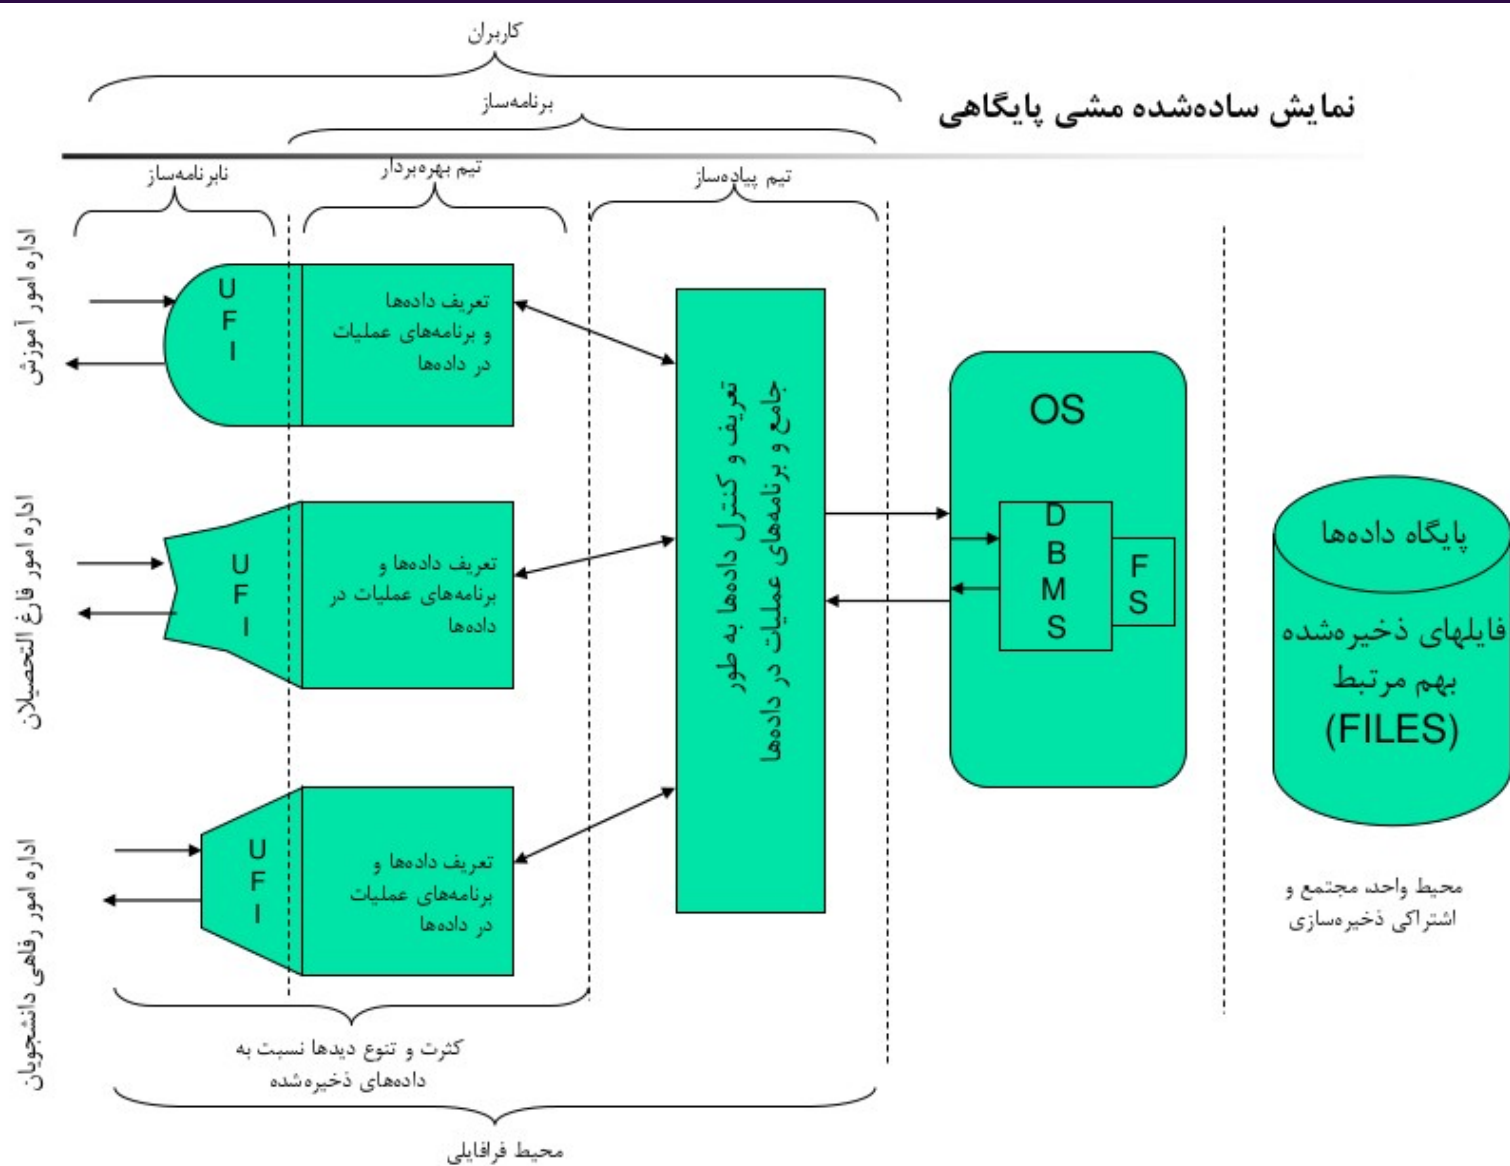 کاربران
برنامه‌ساز
نمایش ساده‌شده مشی پایگاهی
نابرنامه‌ساز
تیم بهره‌بردار
تیم پیاده‌ساز
اداره امور آموزش
U
F
I
تعریف داده‌ها
و برنامه‌های عملیات
در داده‌ها
اداره امور فارغ التحصیلان
U
F
I
تعریف داده‌ها و
برنامه‌های عملیات در
داده‌ها
اداره امور رفاهی دانشجویان
U
F
I
تعریف داده‌ها و
برنامه‌های عملیات
در داده‌ها
تعریف و کنترل داده‌ها به طور
جامع و برنامه‌های عملیات در داده‌ها
OS
D
B
M
S
F
S
پایگاه داده‌ها
فایلهای ذخیره‌شده
بهم مرتبط
(FILES)
محیط واحد، مجتمع و
اشتراکی ذخیره‌سازی
کثرت و تنوع دیدها نسبت به
داده‌های ذخیره‌شده
محیط فرافایلی